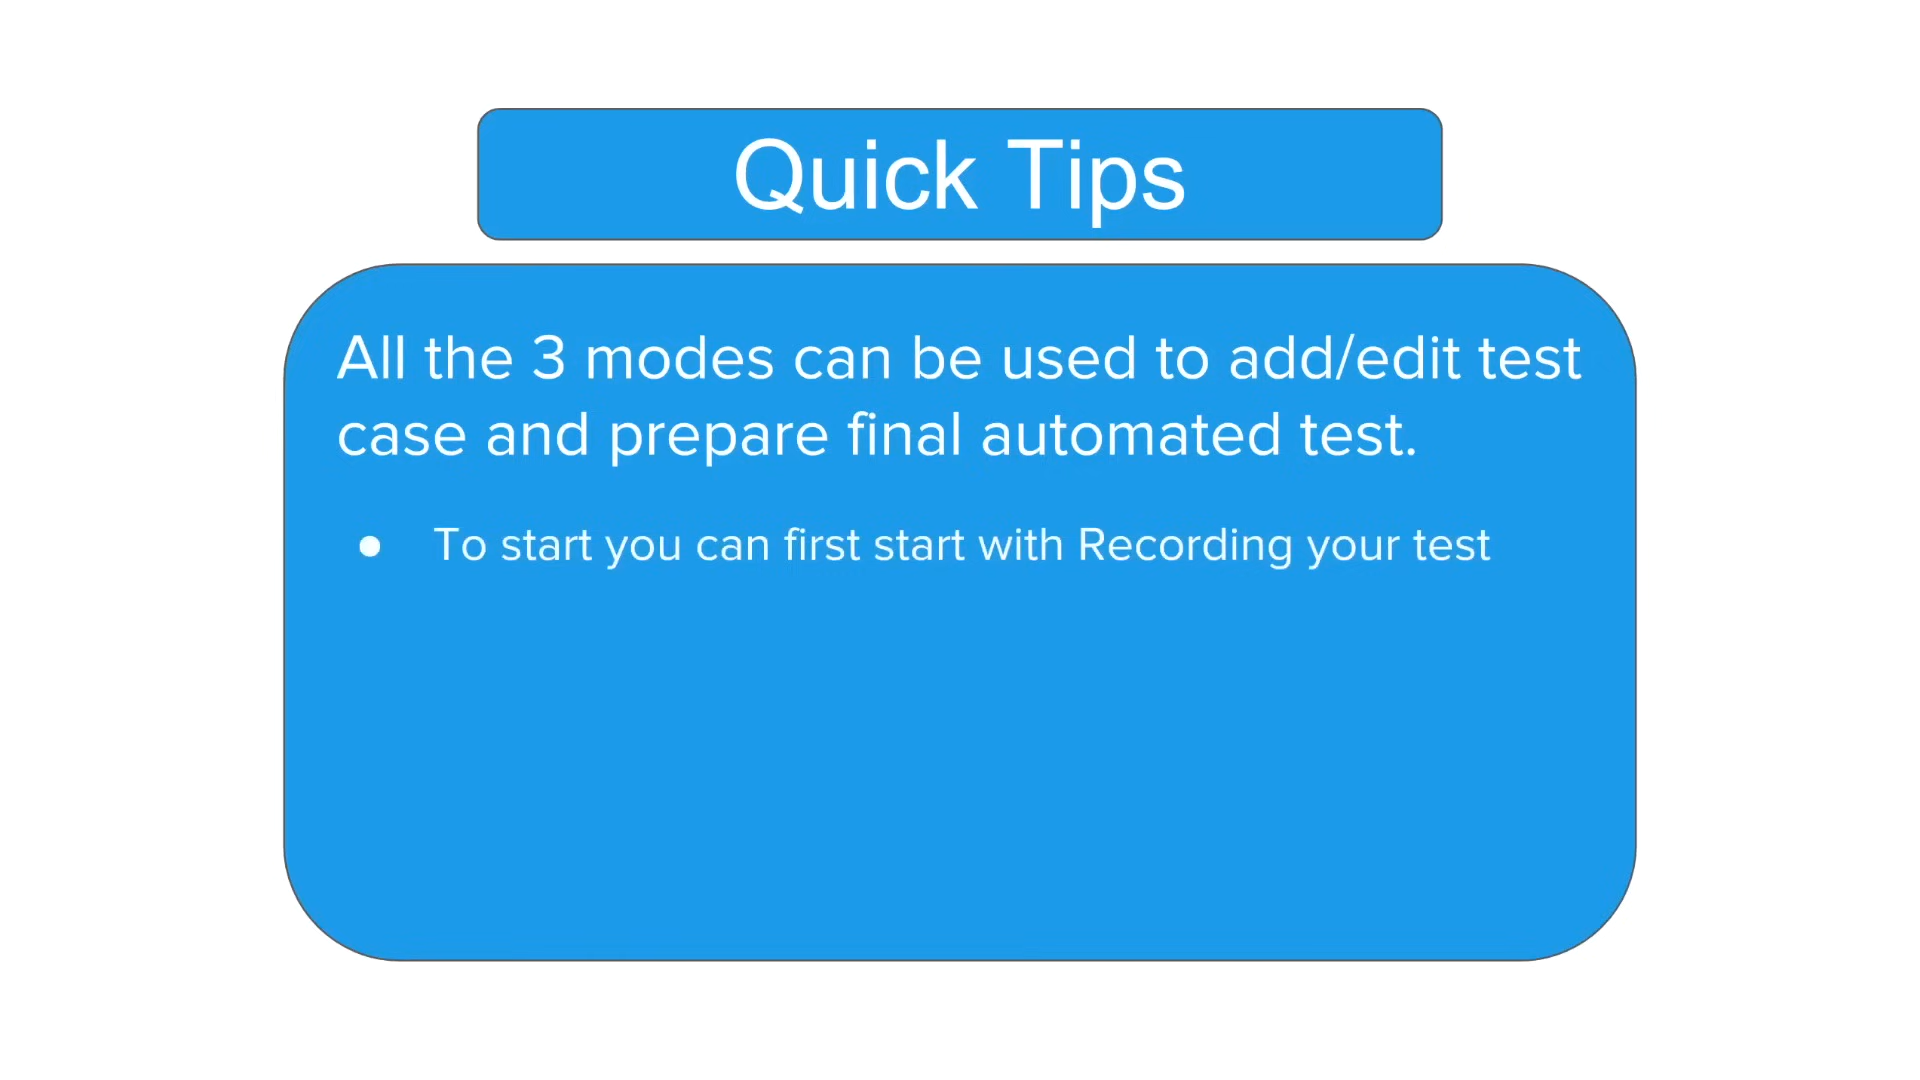 Quick Tips
All the 3 modes can be used to add/edit test
case and prepare final automated test.
● To start you can first start with Recording your test